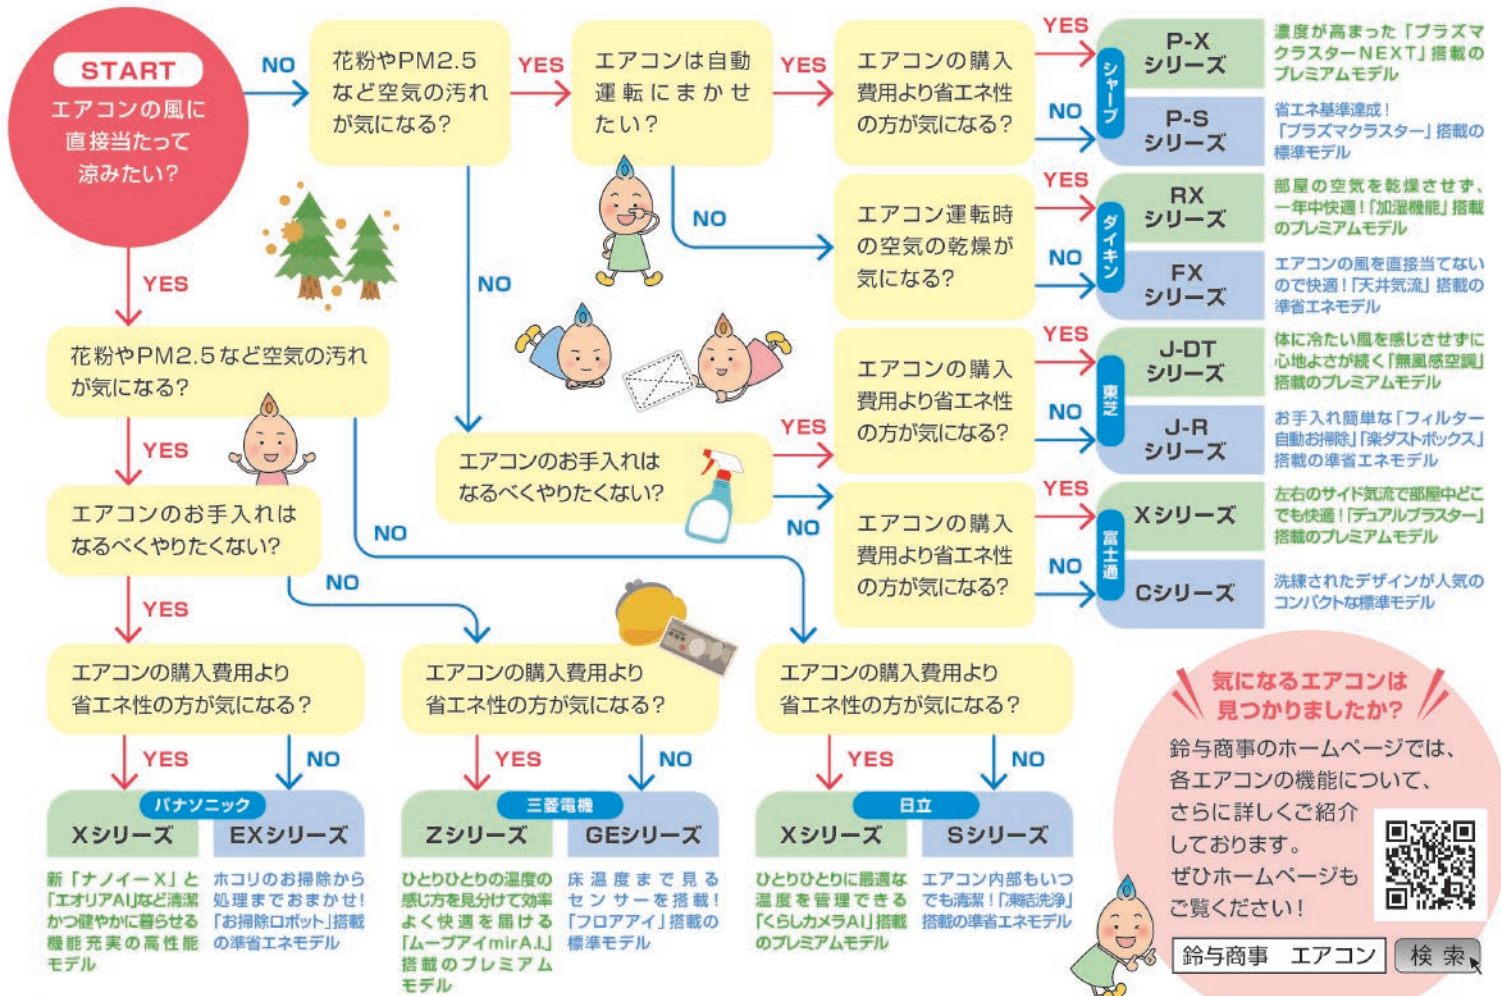 START
エアコンの風に
直接当たって
涼みたい?
NO
花粉やPM2.5
など空気の汚れ
が気になる?
YES
エアコンは自動
運転にまかせ
たい?
YES
エアコンの購入
費用より省エネ性
の方が気になる?
YES
NO
シャープ
P-X
シリーズ
P-S
シリーズ
濃度が高まった「プラズマ
クラスターNEXT」搭載の
プレミアムモデル
省エネ基準達成!
「プラズマクラスター」搭載の
標準モデル
NO
エアコン運転時
の空気の乾燥が
気になる?
YES
NO
ダイキン
RX
シリーズ
FX
シリーズ
部屋の空気を乾燥させず、
一年中快適!「加湿機能」搭載
のプレミアムモデル
エアコンの風を直接当てない
ので快適!「天井気流」搭載の
準省エネモデル
NO
エアコンのお手入れは
なるべくやりたくない?
YES
エアコンの購入
費用より省エネ性
の方が気になる?
YES
NO
東芝
J-DT
シリーズ
J-R
シリーズ
体に冷たい風を感じさせずに
心地よさが続く「無風感空調」
搭載のプレミアムモデル
お手入れ簡単な「フィルター
自動お掃除」「楽ダストボックス」
搭載の準省エネモデル
NO
エアコンの購入
費用より省エネ性
の方が気になる?
YES
NO
富士通
Xシリーズ
Cシリーズ
左右のサイド気流で部屋中どこ
でも快適!「デュアルブラスター」
搭載のプレミアムモデル
洗練されたデザインが人気の
コンパクトな標準モデル
YES
花粉やPM2.5など空気の汚れ
が気になる?
YES
NO
エアコンのお手入れは
なるべくやりたくない?
YES
NO
エアコンの購入費用より
省エネ性の方が気になる?
YES
NO
パナソニック
Xシリーズ
EXシリーズ
新「ナノイーX」と
「エオリアAI」など清潔
かつ健やかに暮らせる
機能充実の高性能
モデル
ホコリのお掃除から
処理までおまかせ!
「お掃除ロボット」搭載
の準省エネモデル
エアコンの購入費用より
省エネ性の方が気になる?
YES
NO
三菱電機
Zシリーズ
GEシリーズ
ひとりひとりの温度の
感じ方を見分けて効率
よく快適を届ける
「ムーブアイmirA.I.」
搭載のプレミアム
モデル
床温度まで見る
センサーを搭載!
「フロアアイ」搭載の
標準モデル
エアコンの購入費用より
省エネ性の方が気になる?
YES
NO
日立
Xシリーズ
Sシリーズ
ひとりひとりに最適な
温度を管理できる
「くらしカメラAI」搭載
のプレミアムモデル
エアコン内部もいつ
でも清潔!「凍結洗浄」
搭載の準省エネモデル
気になるエアコンは
見つかりましたか?
鈴与商事のホームページでは、
各エアコンの機能について、
さらに詳しくご紹介
しております。
ぜひホームページも
ご覧ください!
鈴与商事 エアコン
検索